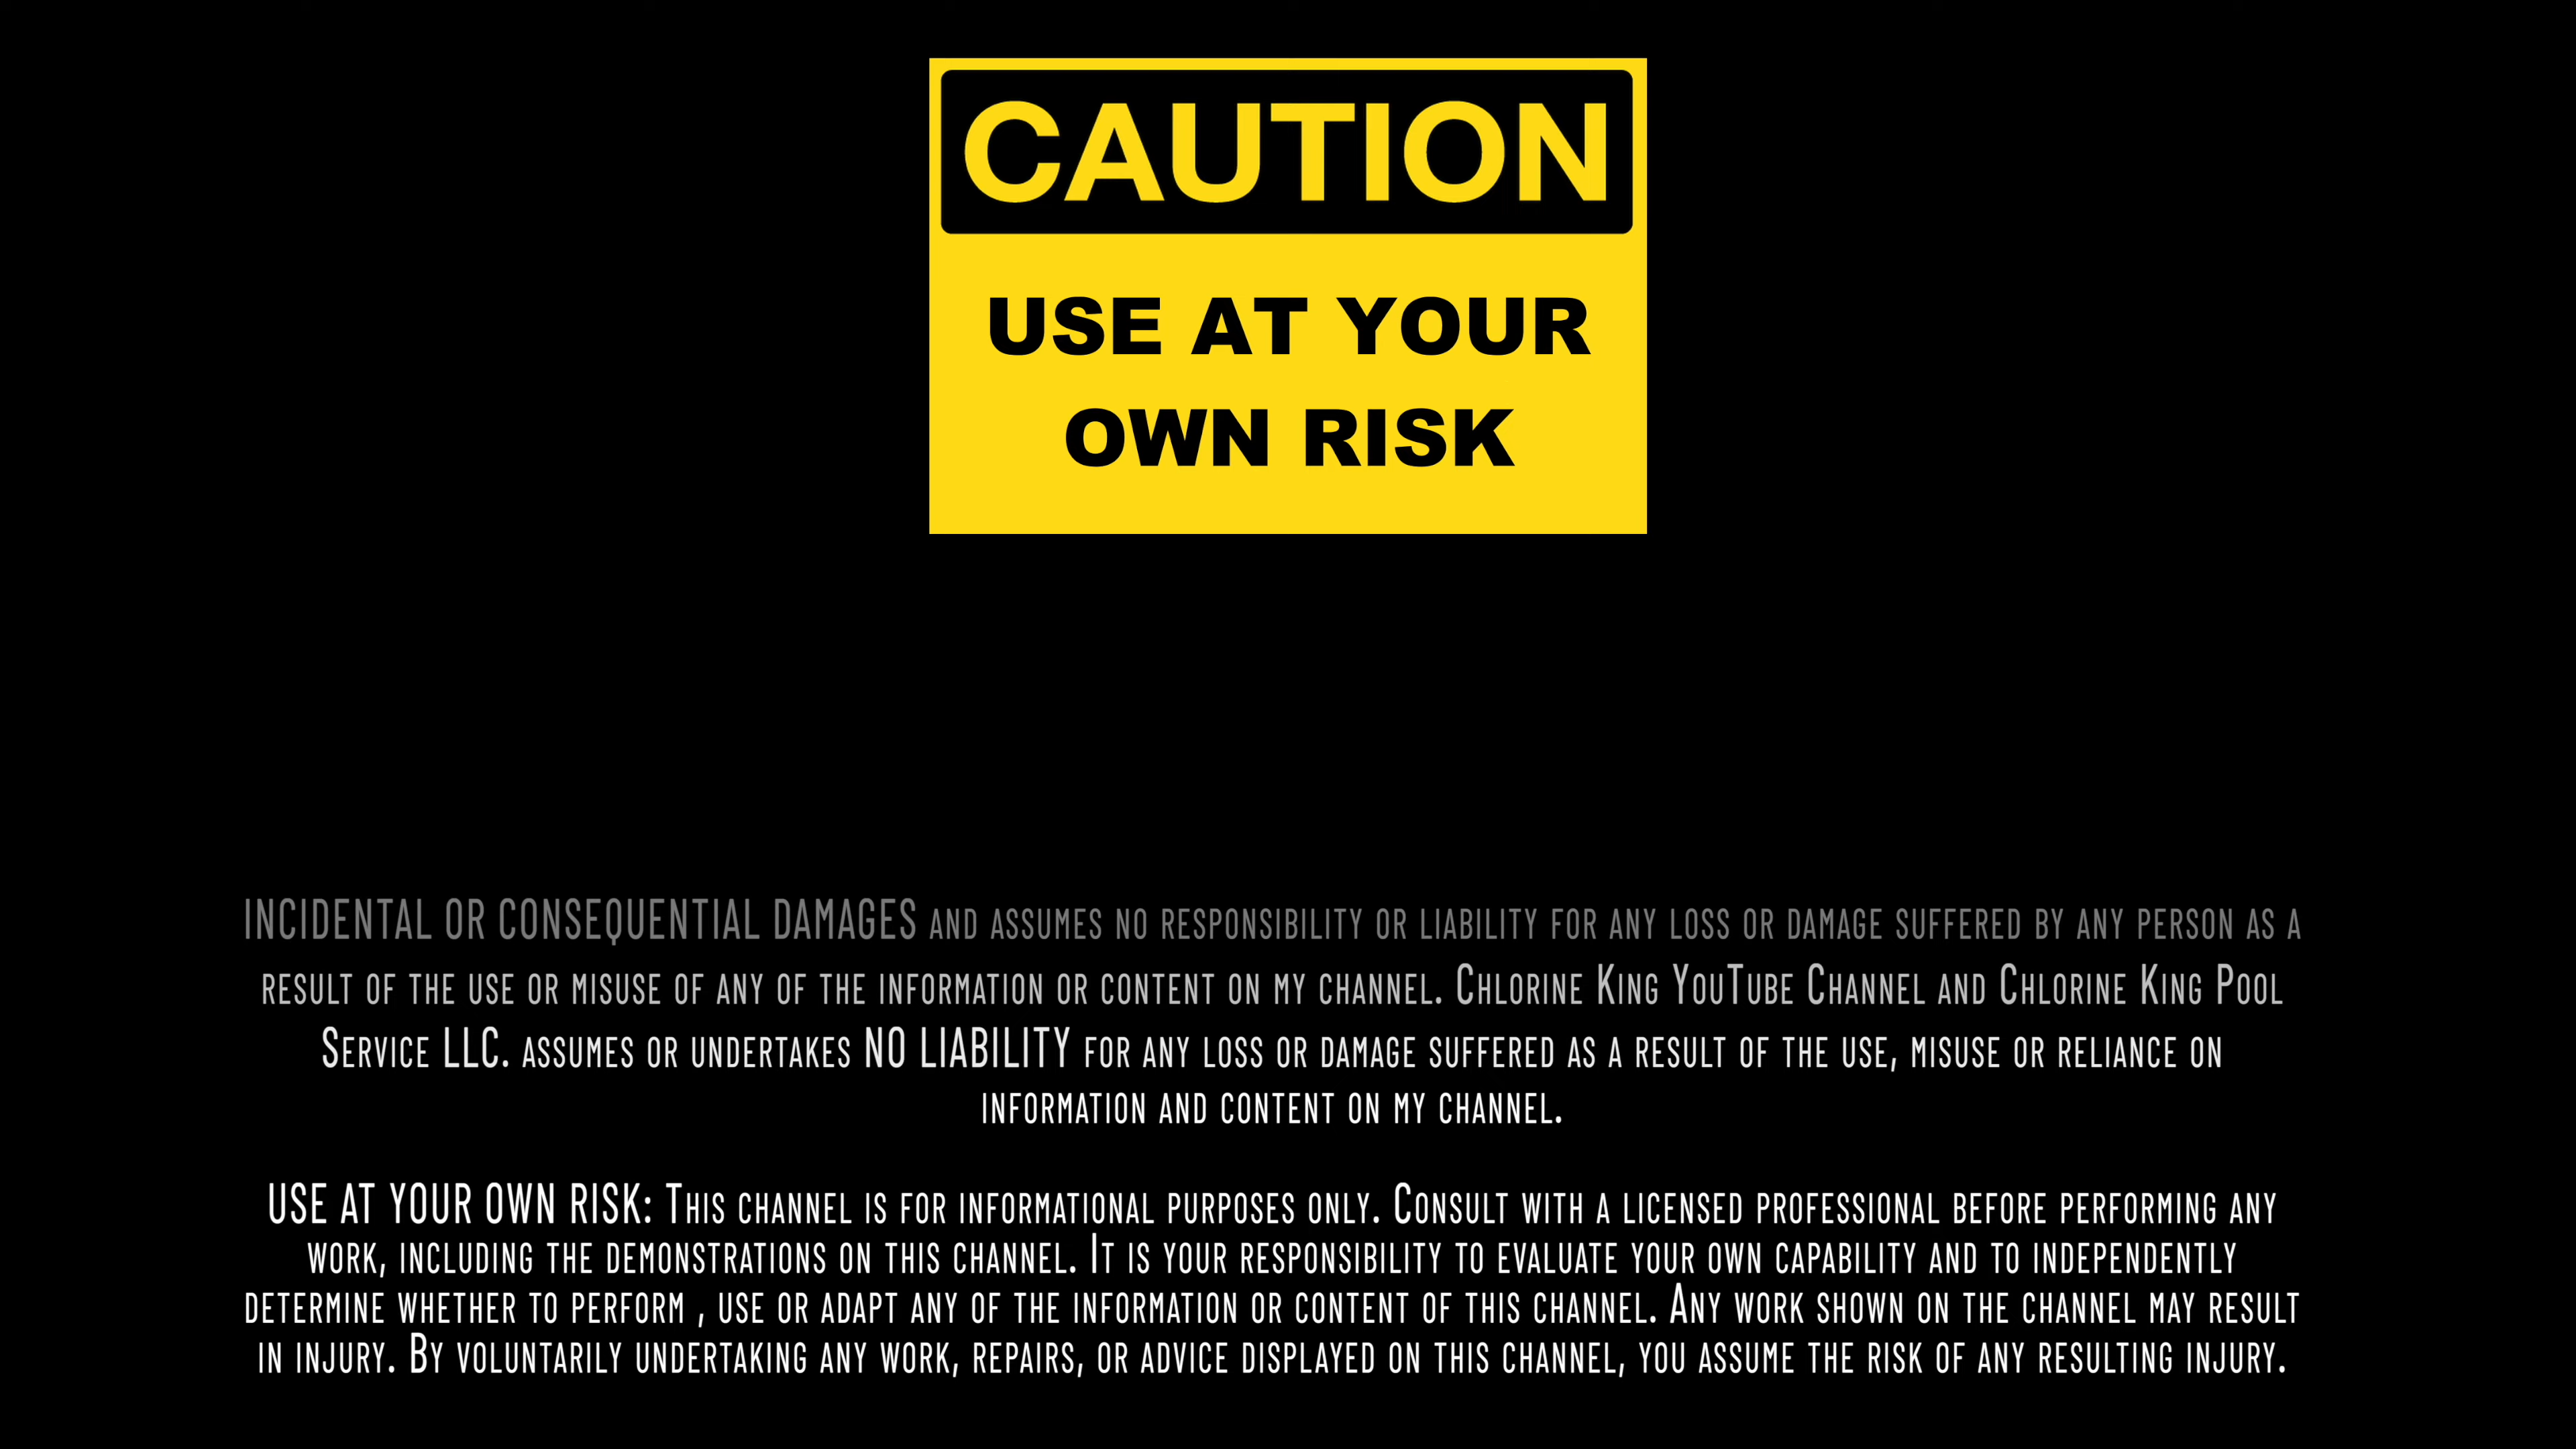 CAUTION
USE AT YOUR
OWN RISK
INCIDENTAL OR CONSEQUENTIAL DAMAGES AND ASSUMES NO RESPONSIBILITY OR LIABILITY FOR ANY LOSS OR DAMAGE SUFFERED BY ANY PERSON AS A
RESULT OF THE USE OR MISUSE OF ANY OF THE INFORMATION OR CONTENT ON MY CHANNEL. CHLORINE KING YOUTUBE CHANNEL AND CHLORINE KING POOL
SERVICE LLC. ASSUMES OR UNDERTAKES NO LIABILITY FOR ANY LOSS OR DAMAGE SUFFERED AS A RESULT OF THE USE, MISUSE OR RELIANCE ON
INFORMATION AND CONTENT ON MY CHANNEL.
USE AT YOUR OWN RISK: THIS CHANNEL IS FOR INFORMATIONAL PURPOSES ONLY. CONSULT WITH A LICENSED PROFESSIONAL BEFORE PERFORMING ANY
WORK, INCLUDING THE DEMONSTRATIONS ON THIS CHANNEL. IT IS YOUR RESPONSIBILITY TO EVALUATE YOUR OWN CAPABILITY AND TO INDEPENDENTLY
DETERMINE WHETHER TO PERFORM , USE OR ADAPT ANY OF THE INFORMATION OR CONTENT OF THIS CHANNEL. ANY WORK SHOWN ON THE CHANNEL MAY RESULT
IN INJURY. BY VOLUNTARILY UNDERTAKING ANY WORK, REPAIRS, OR ADVICE DISPLAYED ON THIS CHANNEL, YOU ASSUME THE RISK OF ANY RESULTING INJURY.